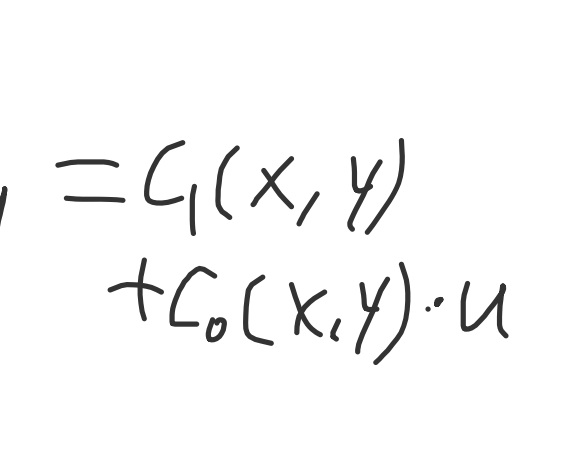 = C₁(x, y)
+ C₀(x, y) · u